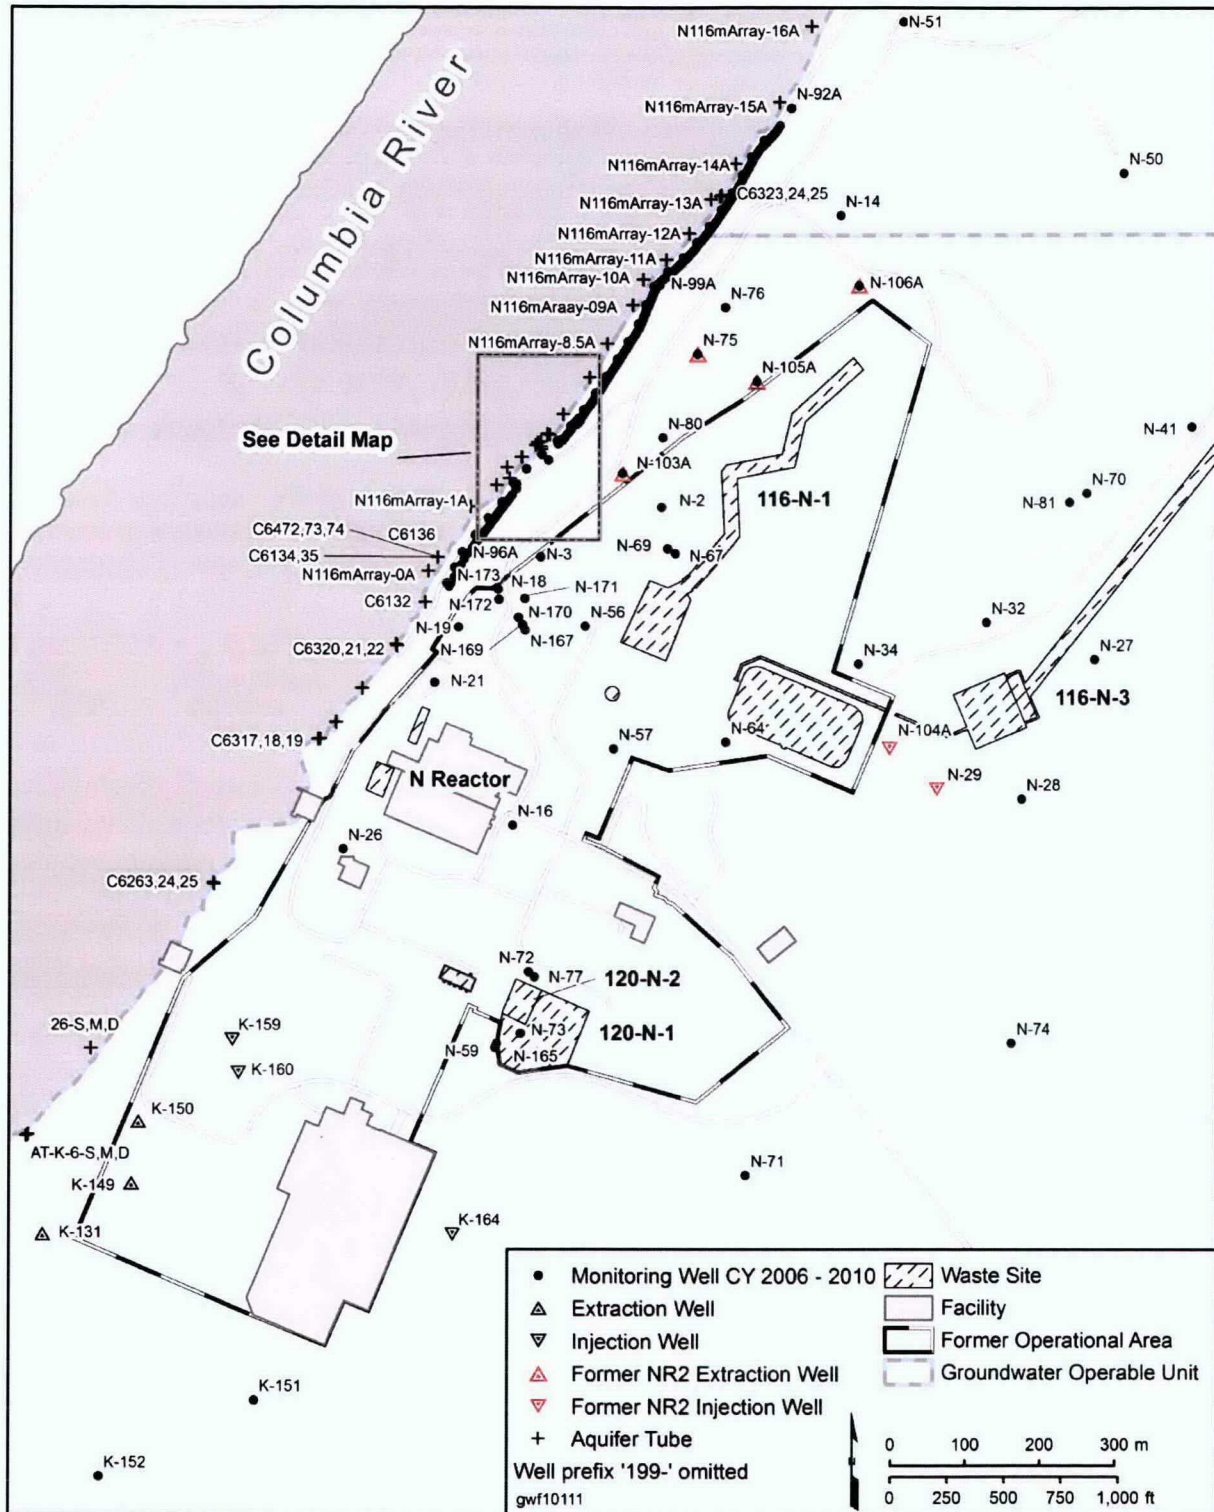 N116mArray-16A
N-51
N116mArray-15A
N-92A
N116mArray-14A
N-50
C6323,24,25
N116mArray-13A
N-14
N116mArray-12A
N116mArray-11A
N116mArray-10A
N-99A
N-106A
N116mAraay-09A
N-76
N116mArray-8.5A
N-75
N-105A
Columbia River
See Detail Map
N-80
N-41
N-103A
N-70
N116mArray-1A
N-2
116-N-1
N-81
C6472,73,74
C6136
C6134,35
N-96A
N-3
N-69
N-67
N116mArray-0A
N-173
N-18
N-171
C6132
N-172
N-170
N-56
N-32
N-19
N-169
N-167
C6320,21,22
N-34
N-27
N-21
116-N-3
C6317,18,19
N-57
N-64
N-104A
N Reactor
N-29
N-28
N-16
N-26
C6263,24,25
N-72
N-77
120-N-2
26-S,M,D
K-159
N-73
120-N-1
N-74
N-59
N-165
K-160
K-150
AT-K-6-S,M,D
K-149
N-71
K-131
K-164
K-151
K-152
Monitoring Well CY 2006 - 2010
Extraction Well
Injection Well
Former NR2 Extraction Well
Former NR2 Injection Well
Aquifer Tube
Well prefix '199-' omitted
gwf10111
Waste Site
Facility
Former Operational Area
Groundwater Operable Unit
0 100 200 300 m
0 250 500 750 1,000 ft